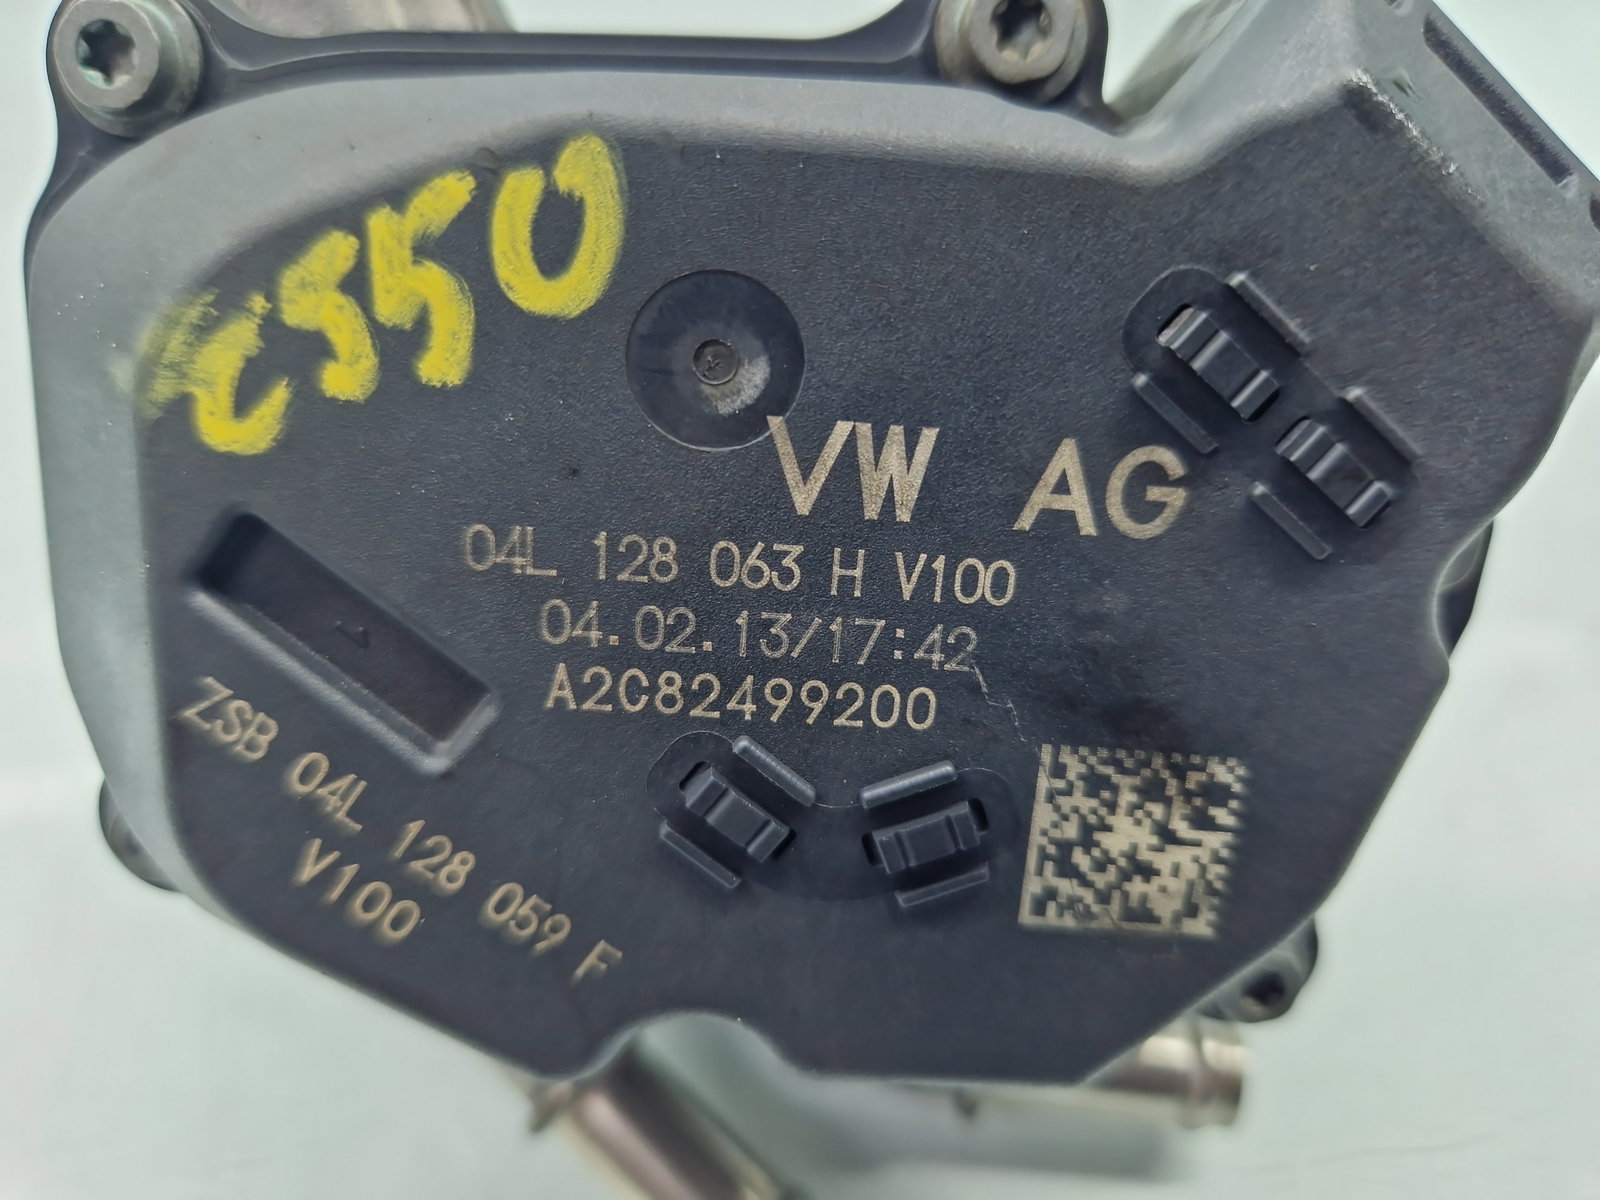 C550
VW AG
04L 128 063 H V100
04.02.13/17:42
A2C82499200
ZSB 04L 128 059 F
V100